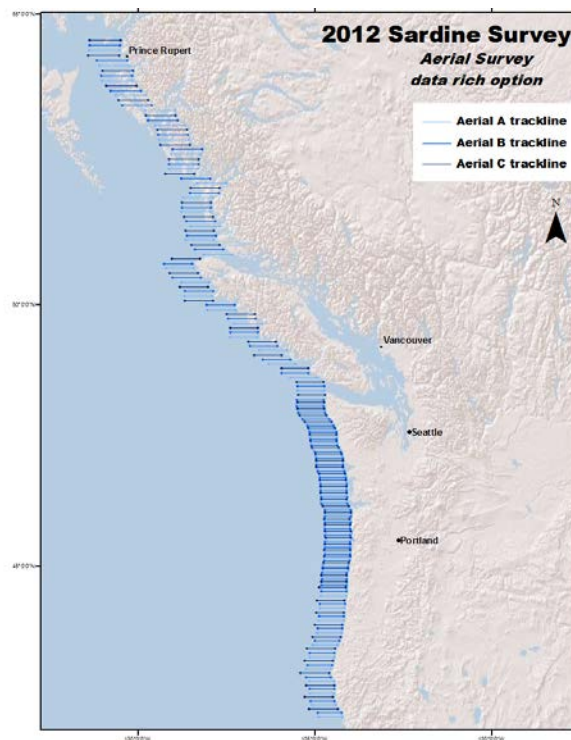 2012 Sardine Survey
Aerial Survey
data rich option
Aerial A trackline
Aerial B trackline
Aerial C trackline
N
Prince Rupert
Vancouver
Seattle
Portland